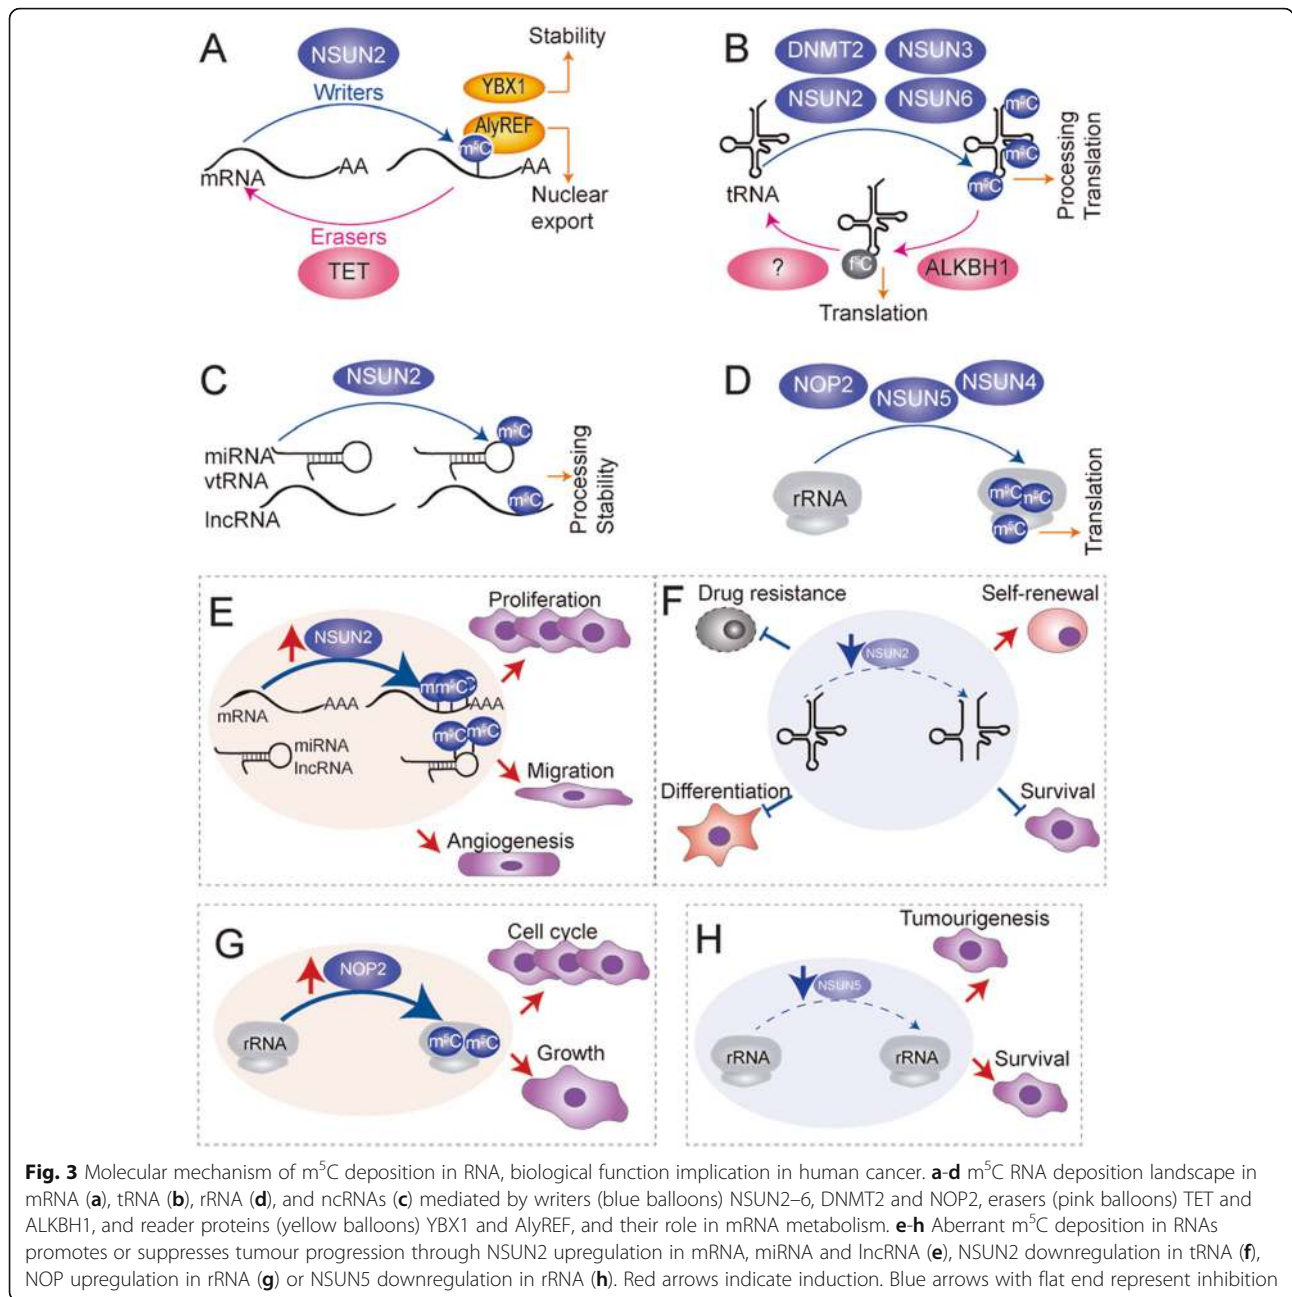 A
NSUN2
Writers
Stability
YBX1
AlyREF
m⁵C
mRNA
AA
AA
Nuclear
export
Erasers
TET
B
DNMT2
NSUN3
NSUN2
NSUN6
m⁵C
m⁵C
m⁵C
tRNA
Processing
Translation
?
f⁵C
ALKBH1
Translation
C
NSUN2
m⁵C
miRNA
vtRNA
lncRNA
m⁵C
Processing
Stability
D
NOP2
NSUN5
NSUN4
rRNA
m⁵C
m⁵C
m⁵C
Translation
E
NSUN2
Proliferation
mRNA
AAA
m⁵C
AAA
miRNA
lncRNA
m⁵C
m⁵C
Migration
Angiogenesis
F
Drug resistance
Self-renewal
NSUN2
Differentiation
Survival
G
NOP2
Cell cycle
rRNA
m⁵C
m⁵C
Growth
H
Tumourigenesis
NSUN5
rRNA
rRNA
Survival
Fig. 3 Molecular mechanism of m⁵C deposition in RNA, biological function implication in human cancer. a-d m⁵C RNA deposition landscape in
mRNA (a), tRNA (b), rRNA (d), and ncRNAs (c) mediated by writers (blue balloons) NSUN2–6, DNMT2 and NOP2, erasers (pink balloons) TET and
ALKBH1, and reader proteins (yellow balloons) YBX1 and AlyREF, and their role in mRNA metabolism. e-h Aberrant m⁵C deposition in RNAs
promotes or suppresses tumour progression through NSUN2 upregulation in mRNA, miRNA and lncRNA (e), NSUN2 downregulation in tRNA (f),
NOP upregulation in rRNA (g) or NSUN5 downregulation in rRNA (h). Red arrows indicate induction. Blue arrows with flat end represent inhibition